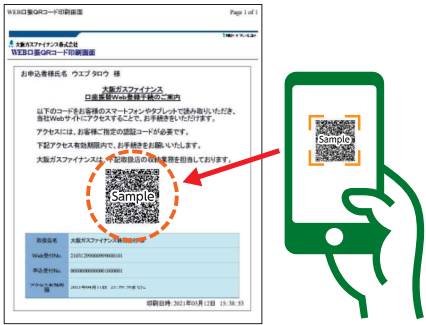 WEB口振QRコード印刷画面 Page 1 of 1
大阪ガスファイナンス株式会社
WEB口振QRコード印刷画面
お申込者様氏名 ウエブ タロウ 様
大阪ガスファイナンス
口座振替Web登録手続のご案内
以下のコードをお客様のスマートフォンやタブレットで読み取りいただき、
当社Webサイトにアクセスすることで、お手続きをいただけます。
アクセスには、お客様ご指定の認証コードが必要です。
下記アクセス有効期限内で、お手続きをお願いいたします。
大阪ガスファイナンスは、下記取扱店の収納業務を担当しております。
Sample
Sample
取扱店名 大阪ガスファイナンス株式会社
Web受付No.
申込受付No.
印刷日時:2021年03月12日 15:38:53